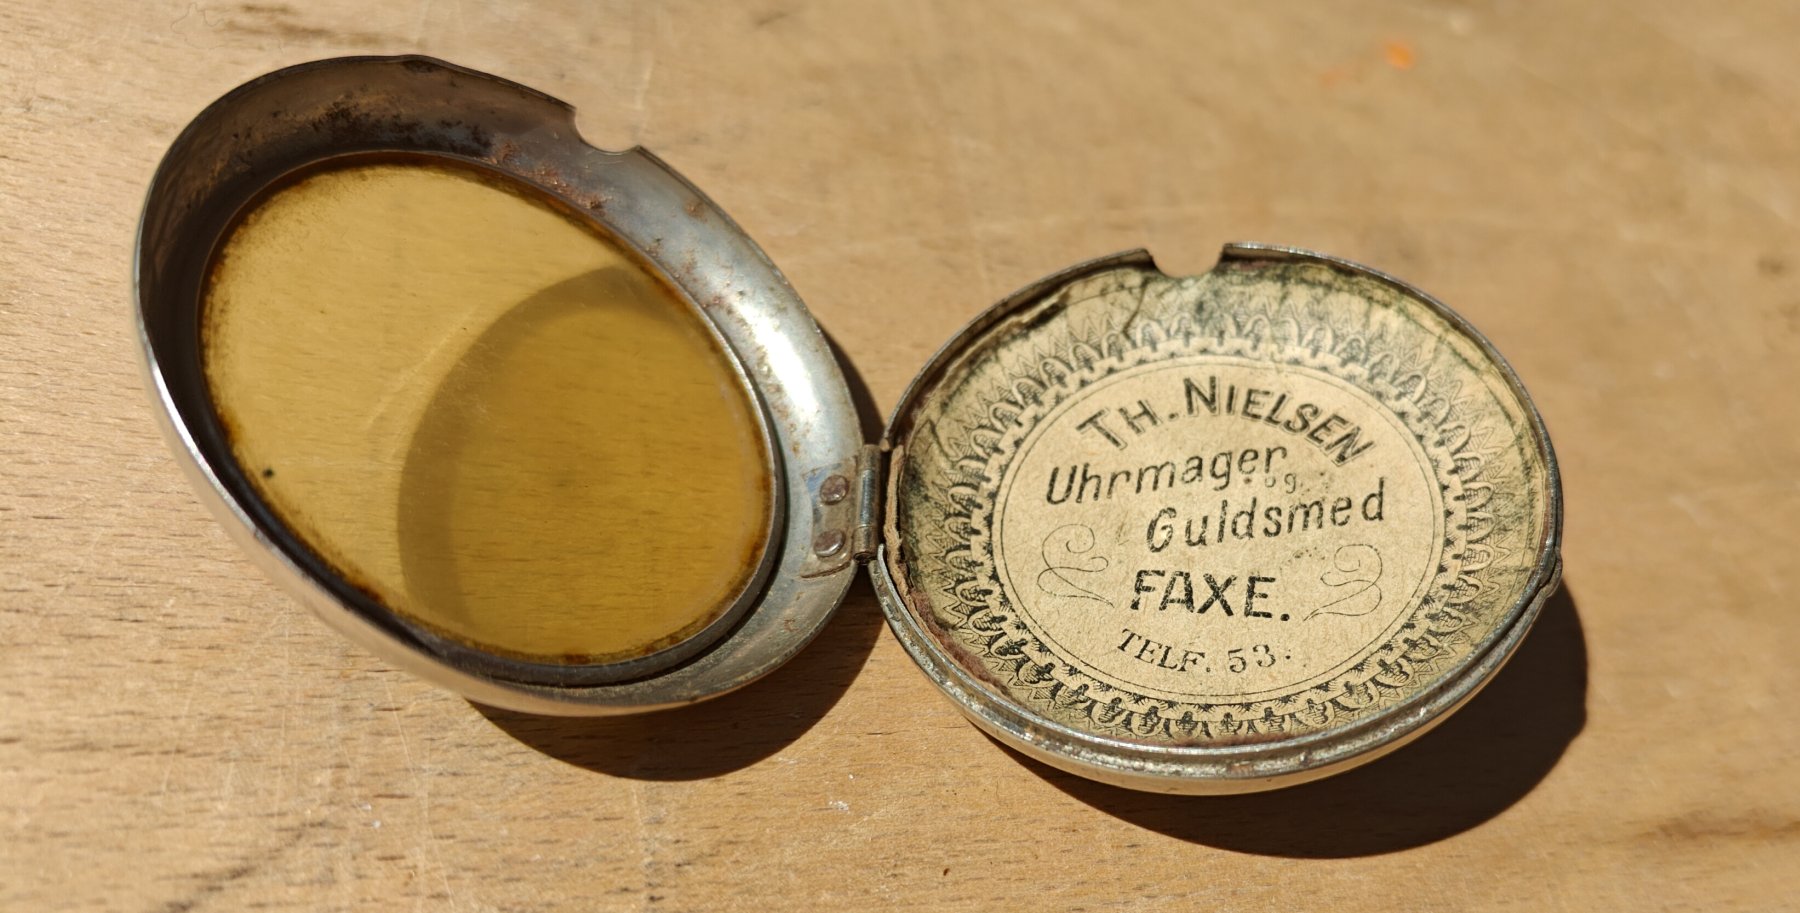 TH. NIELSEN
Uhrmager
og
Guldsmed
FAXE.
TELF. 53.